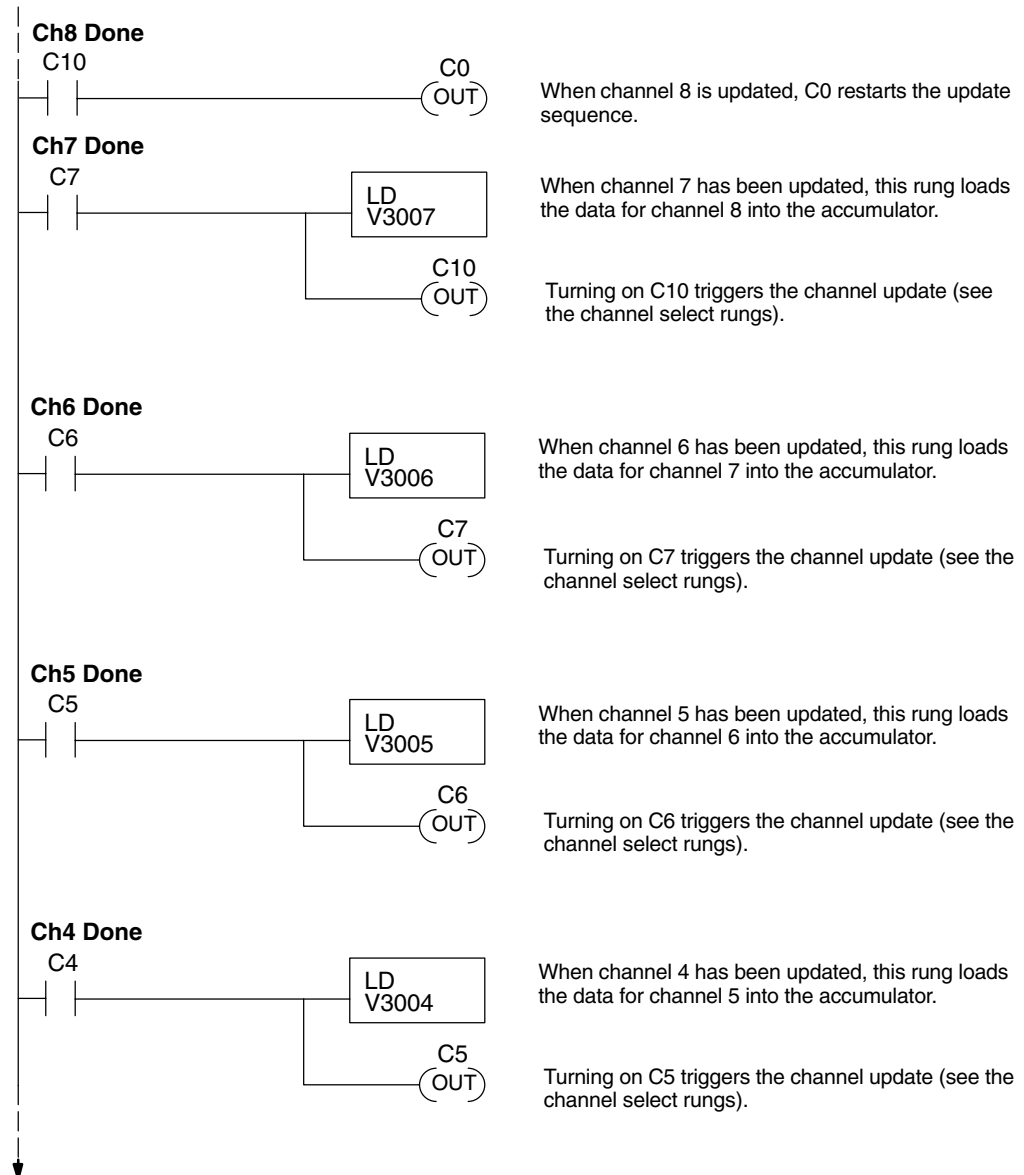 Ch8 Done
C10
C0
OUT
When channel 8 is updated, C0 restarts the update
sequence.
Ch7 Done
C7
LD
V3007
When channel 7 has been updated, this rung loads
the data for channel 8 into the accumulator.
C10
OUT
Turning on C10 triggers the channel update (see
the channel select rungs).
Ch6 Done
C6
LD
V3006
When channel 6 has been updated, this rung loads
the data for channel 7 into the accumulator.
C7
OUT
Turning on C7 triggers the channel update (see the
channel select rungs).
Ch5 Done
C5
LD
V3005
When channel 5 has been updated, this rung loads
the data for channel 6 into the accumulator.
C6
OUT
Turning on C6 triggers the channel update (see the
channel select rungs).
Ch4 Done
C4
LD
V3004
When channel 4 has been updated, this rung loads
the data for channel 5 into the accumulator.
C5
OUT
Turning on C5 triggers the channel update (see the
channel select rungs).